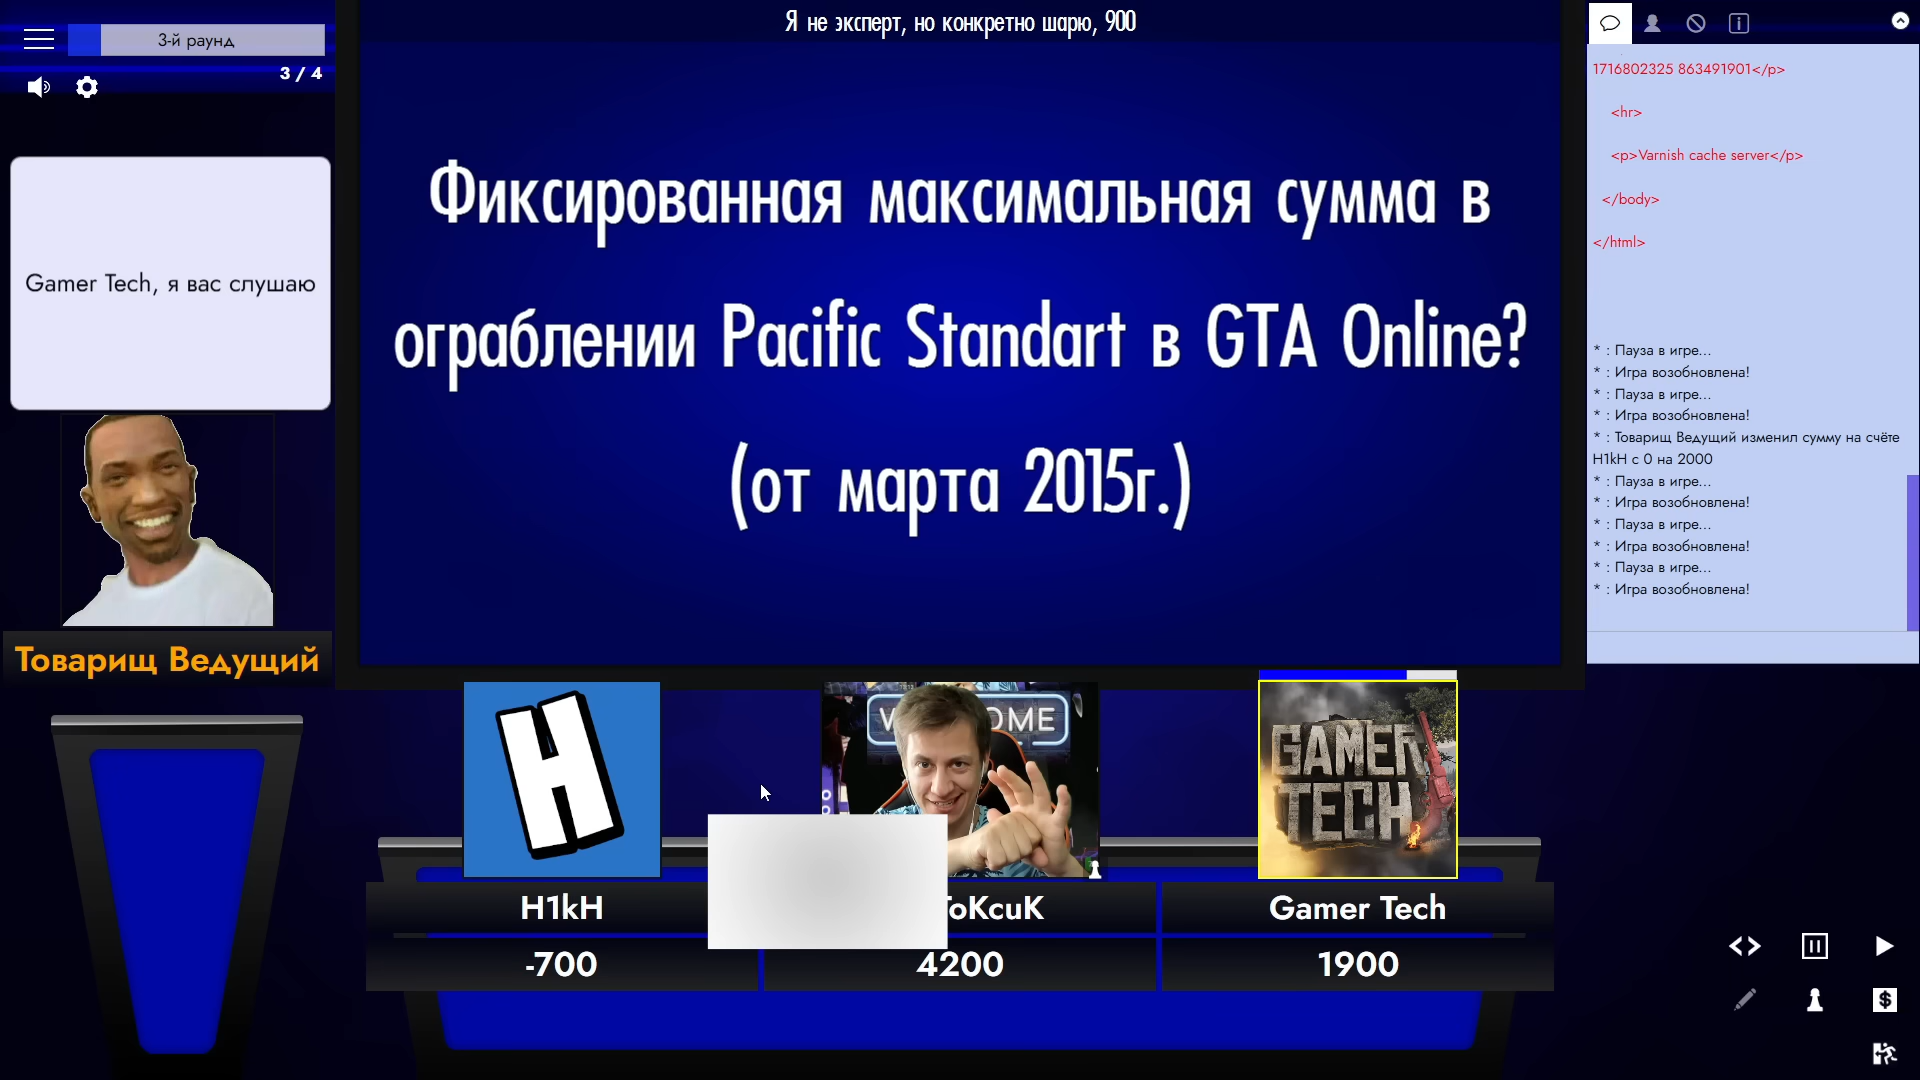 3-й раунд
3 / 4
Gamer Tech, я вас слушаю
Товарищ Ведущий
Я не эксперт, но конкретно шарю, 900
Фиксированная максимальная сумма в
ограблении Pacific Standart в GTA Online?
(от марта 2015г.)
1716802325 863491901</p>
<hr>
<p>Varnish cache server</p>
</body>
</html>
* : Пауза в игре...
* : Игра возобновлена!
* : Пауза в игре...
* : Игра возобновлена!
* : Товарищ Ведущий изменил сумму на счёте
H1kH с 0 на 2000
* : Пауза в игре...
* : Игра возобновлена!
* : Пауза в игре...
* : Игра возобновлена!
* : Пауза в игре...
* : Игра возобновлена!
GAMER
TECH
H1kH
oKcuK
Gamer Tech
-700
4200
1900